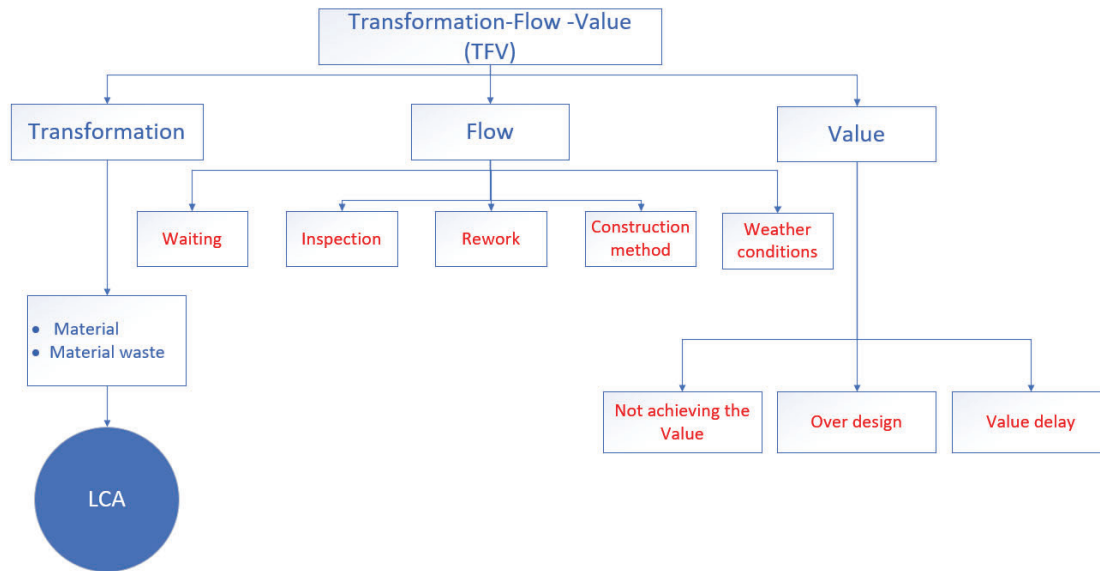 Transformation-Flow -Value
(TFV)
Transformation
Flow
Value
Waiting
Inspection
Rework
Construction
method
Weather
conditions
● Material
● Material waste
Not achieving the
Value
Over design
Value delay
LCA